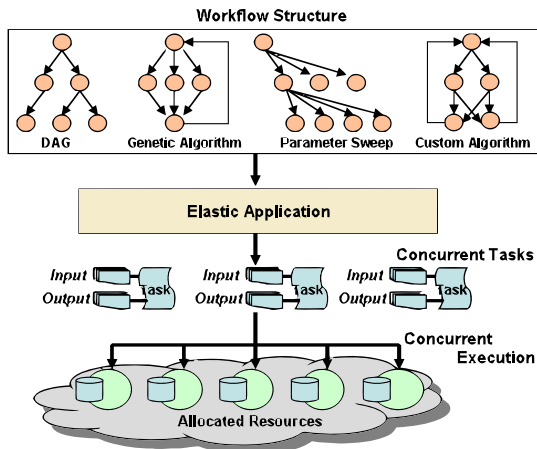 Workflow Structure
DAG
Genetic Algorithm
Parameter Sweep
Custom Algorithm
Elastic Application
Concurrent Tasks
Input
Output
Task
Input
Output
Task
Input
Output
Task
Concurrent
Execution
Allocated Resources